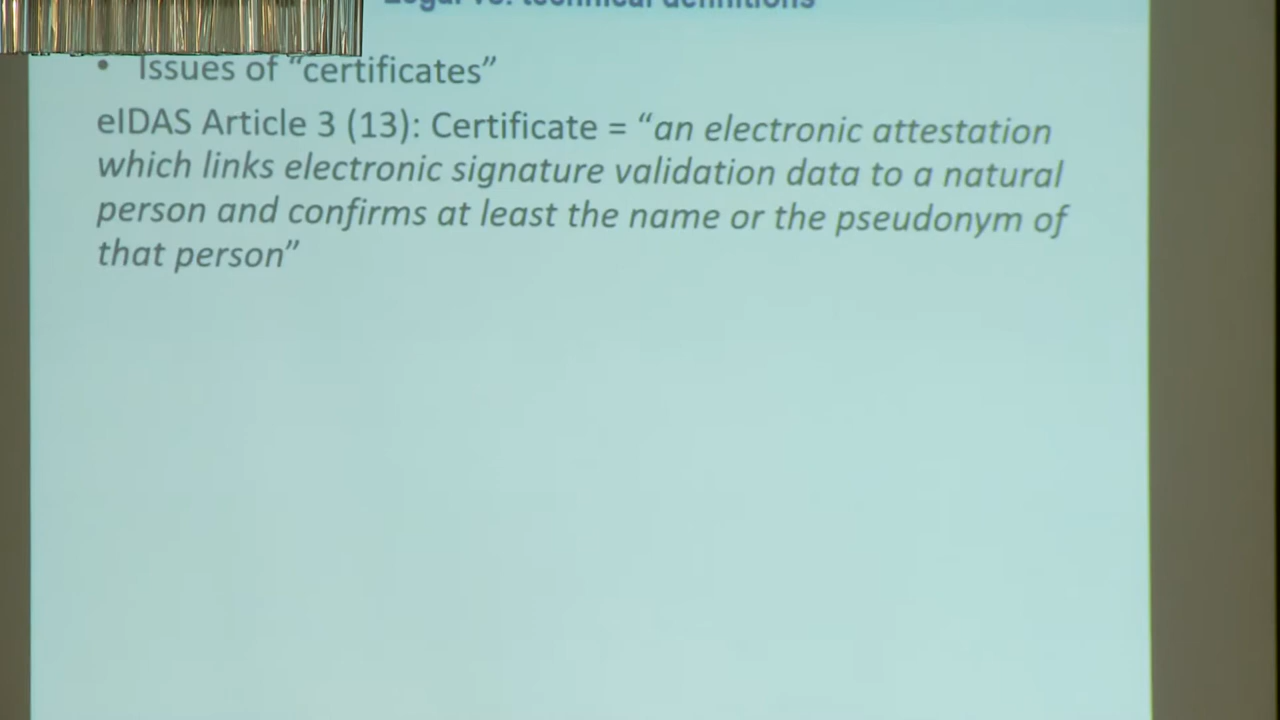 Legal vs. technical definitions
• Issues of “certificates”
eIDAS Article 3 (13): Certificate = “an electronic attestation
which links electronic signature validation data to a natural
person and confirms at least the name or the pseudonym of
that person”